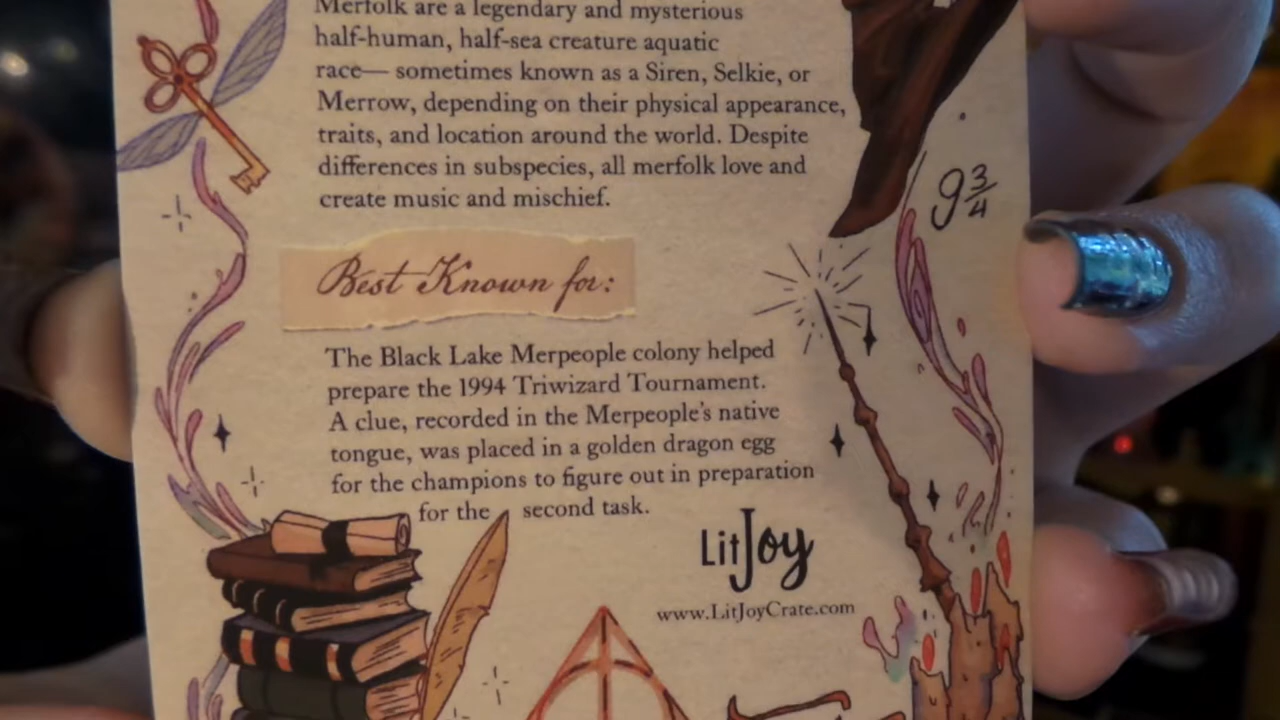 Merfolk are a legendary and mysterious
half-human, half-sea creature aquatic
race— sometimes known as a Siren, Selkie, or
Merrow, depending on their physical appearance,
traits, and location around the world. Despite
differences in subspecies, all merfolk love and
create music and mischief.
9 3/4
Best Known for:
The Black Lake Merpeople colony helped
prepare the 1994 Triwizard Tournament.
A clue, recorded in the Merpeople's native
tongue, was placed in a golden dragon egg
for the champions to figure out in preparation
for the second task.
LitJoy
www.LitJoyCrate.com